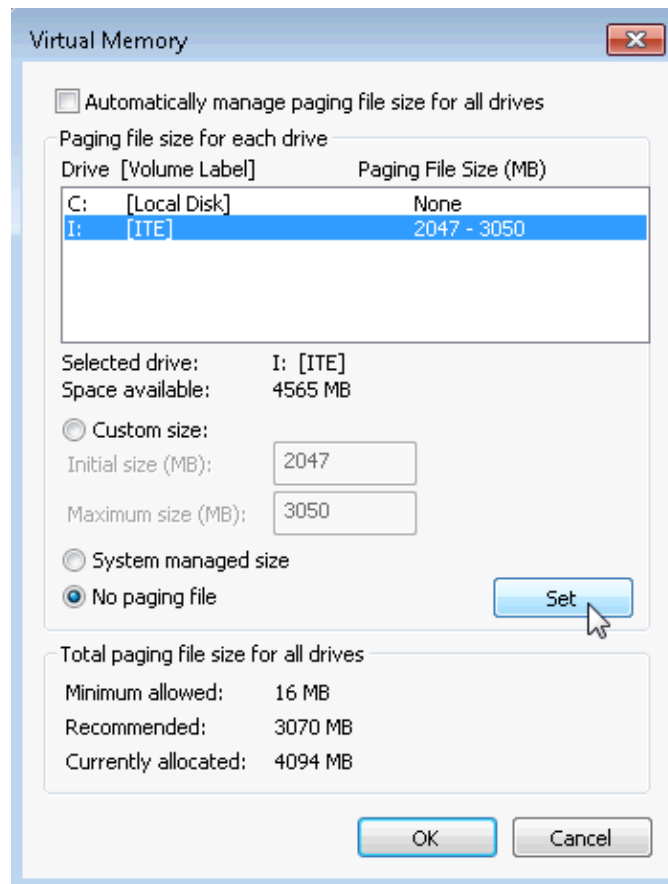 Virtual Memory
Automatically manage paging file size for all drives
Paging file size for each drive
Drive [Volume Label] Paging File Size (MB)
C: [Local Disk] None
I: [ITE] 2047 - 3050
Selected drive: I: [ITE]
Space available: 4565 MB
Custom size:
Initial size (MB): 2047
Maximum size (MB): 3050
System managed size
No paging file Set
Total paging file size for all drives
Minimum allowed: 16 MB
Recommended: 3070 MB
Currently allocated: 4094 MB
OK Cancel